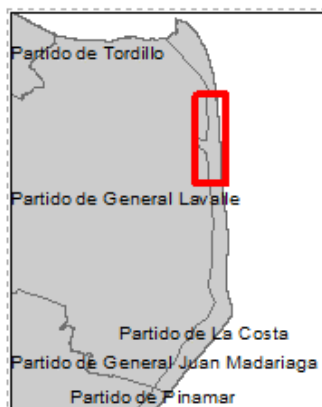 Partido de Tordillo
Partido de General Lavalle
Partido de La Costa
Partido de General Juan Madariaga
Partido de Pinamar